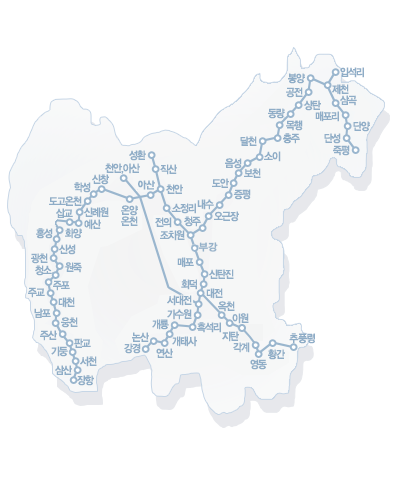 입석리
봉양
제천
공전
삼곡
삼탄
동량
매포리
목행
단양
충주
단성
달천
죽평
성환
소이
음성
천안아산
직산
보천
신창
도안
학성
아산
천안
증평
도고온천
내수
소정리
온양
온천
오근장
삼교
신례원
전의
청주
예산
조치원
홍성
화양
부강
신성
광천
매포
원죽
청소
신탄진
주포
회덕
주교
대전
대천
서대전
옥천
남포
가수원
이원
웅천
개룡
흑석리
지탄
주산
논산
추풍령
판교
개태사
각계
강경
기동
연산
황간
서천
영동
삼산
장항